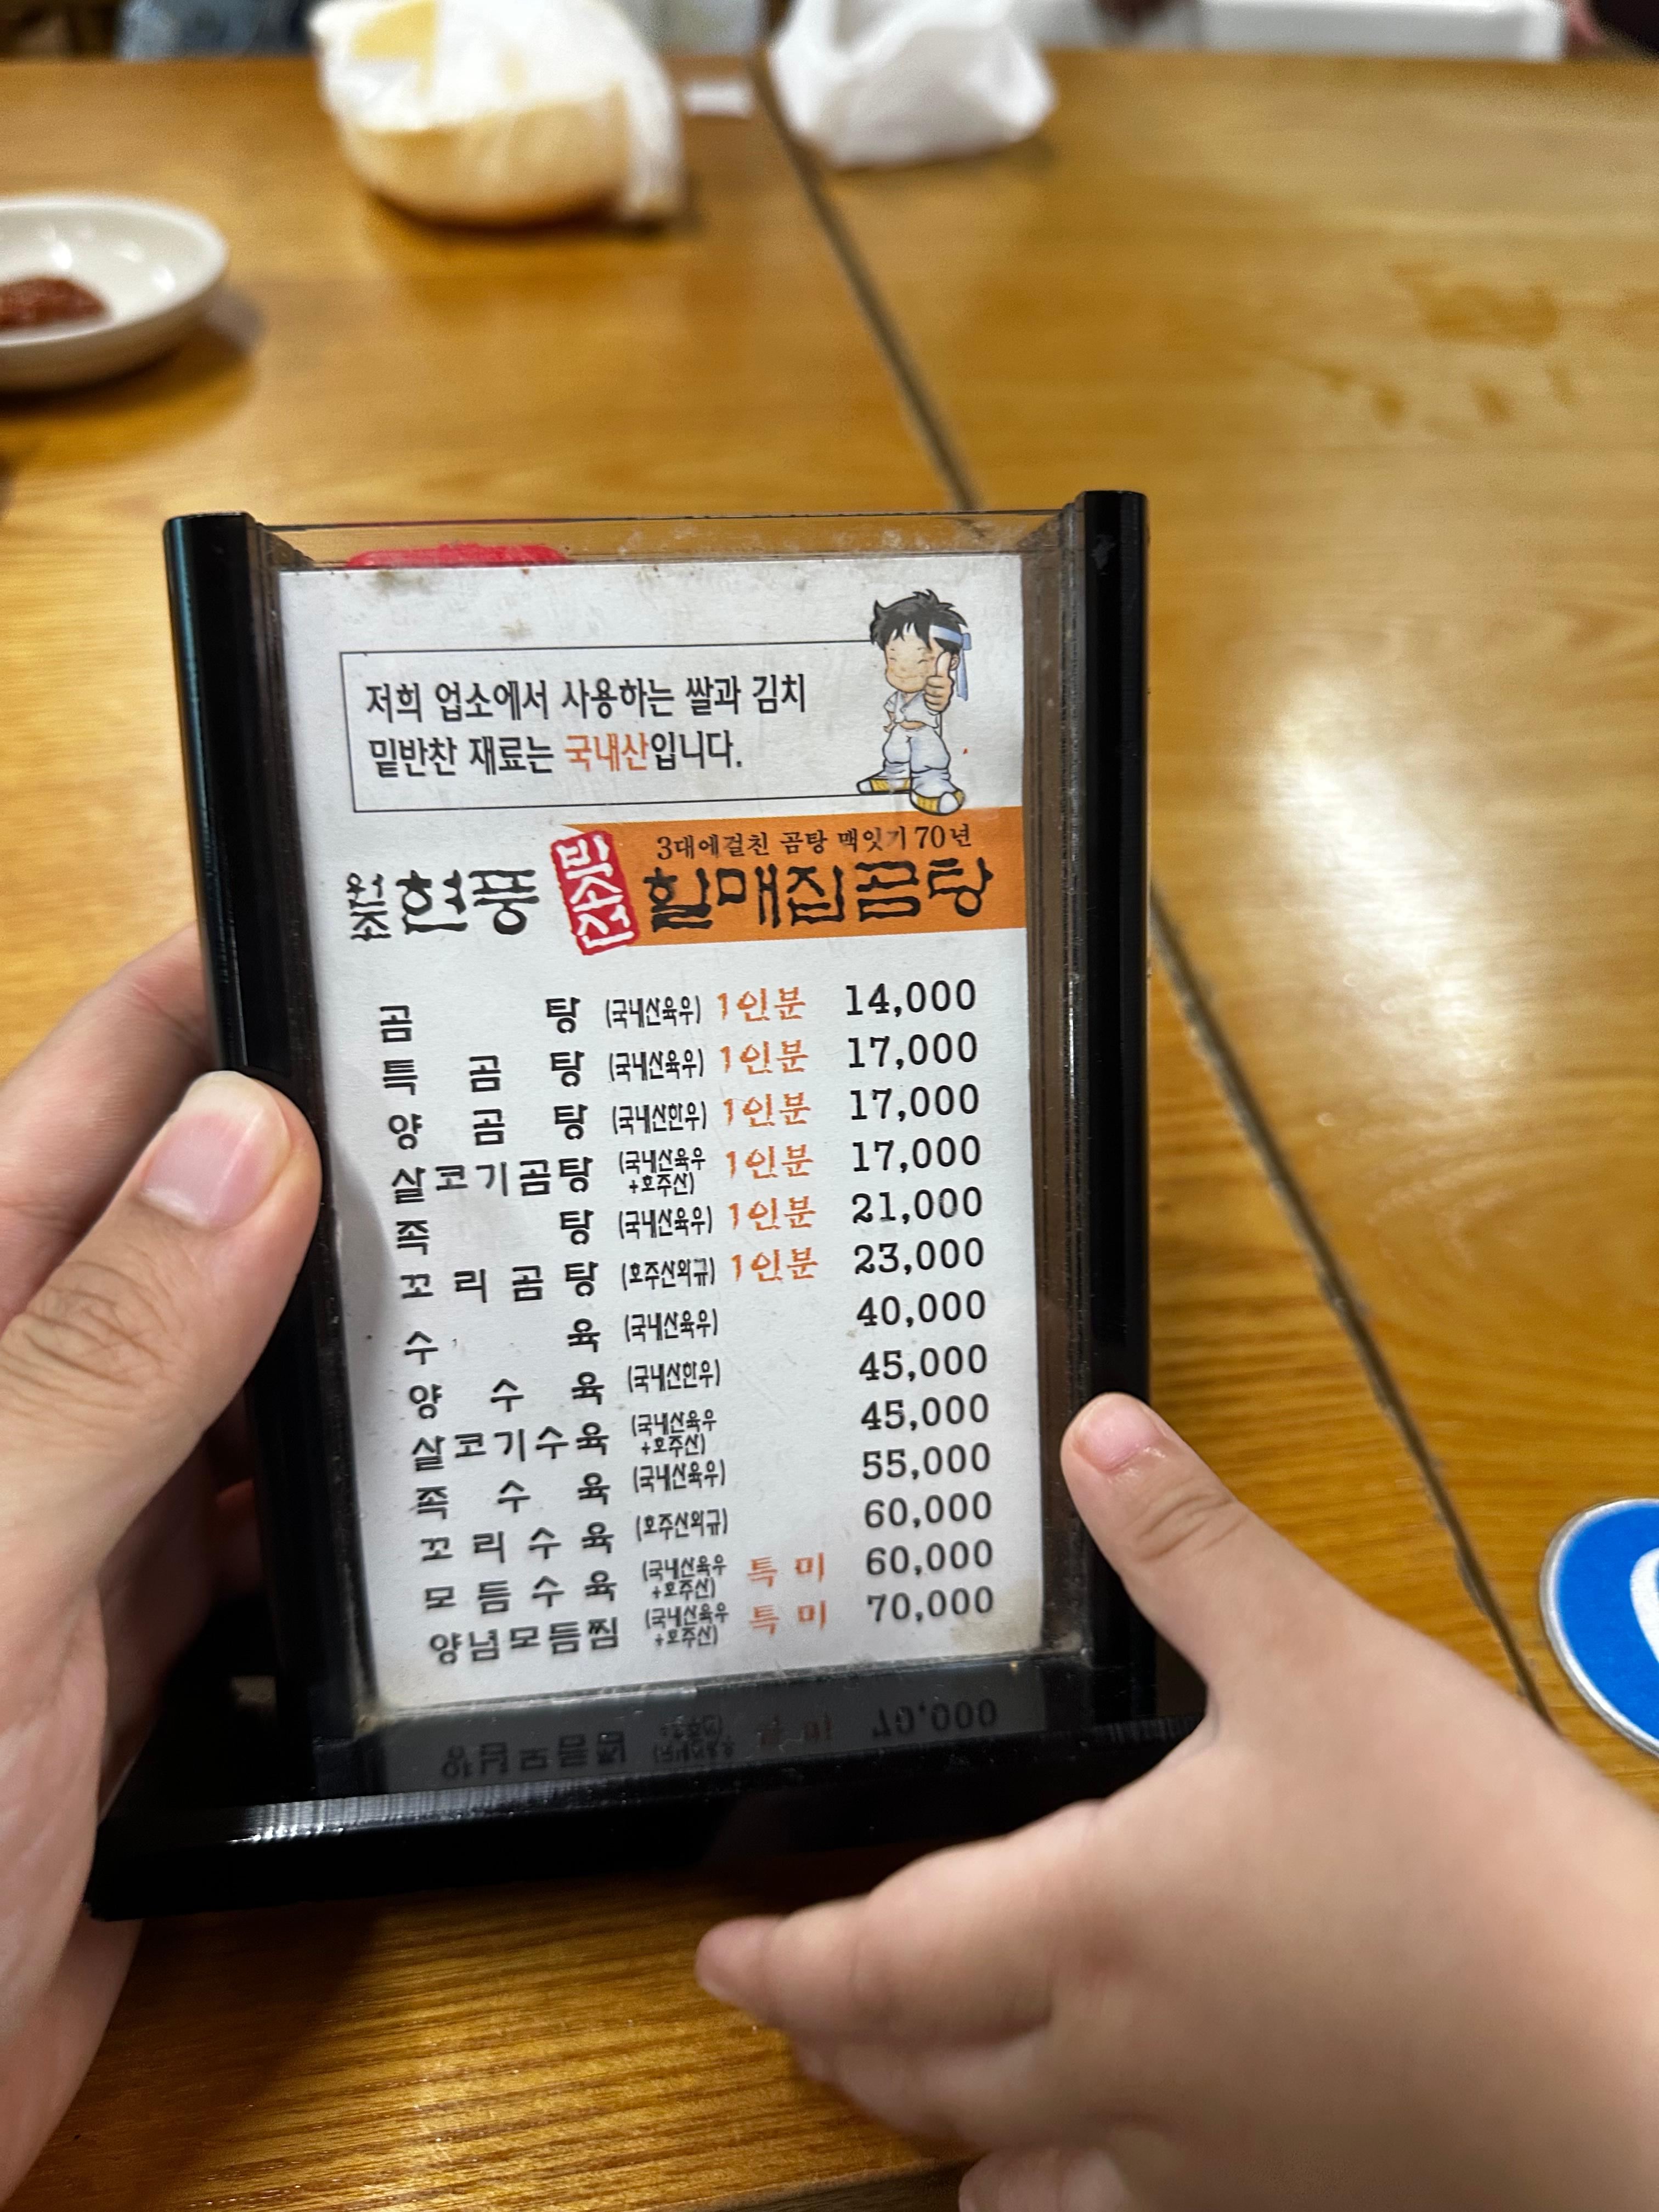 저희 업소에서 사용하는 쌀과 김치
밑반찬 재료는 국내산입니다.
3대에걸친 곰탕 맥잇기 70년
원조 현풍 박소선 할매집곰탕
곰탕 (국내산육우) 1인분 14,000
특곰탕 (국내산육우) 1인분 17,000
양곰탕 (국내산한우) 1인분 17,000
살코기곰탕 (국내산육우+호주산) 1인분 17,000
족탕 (국내산육우) 1인분 21,000
꼬리곰탕 (호주산와규) 1인분 23,000
수육 (국내산육우) 40,000
양수육 (국내산한우) 45,000
살코기수육 (국내산육우+호주산) 45,000
족수육 (국내산육우) 55,000
꼬리수육 (호주산와규) 60,000
모듬수육 (국내산육우+호주산) 특미 60,000
양념모듬찜 (국내산육우+호주산) 특미 70,000